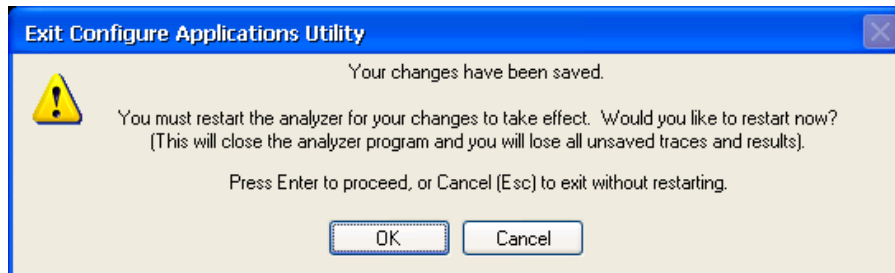 Exit Configure Applications Utility
Your changes have been saved.
You must restart the analyzer for your changes to take effect.  Would you like to restart now?
(This will close the analyzer program and you will lose all unsaved traces and results).
Press Enter to proceed, or Cancel (Esc) to exit without restarting.
OK
Cancel